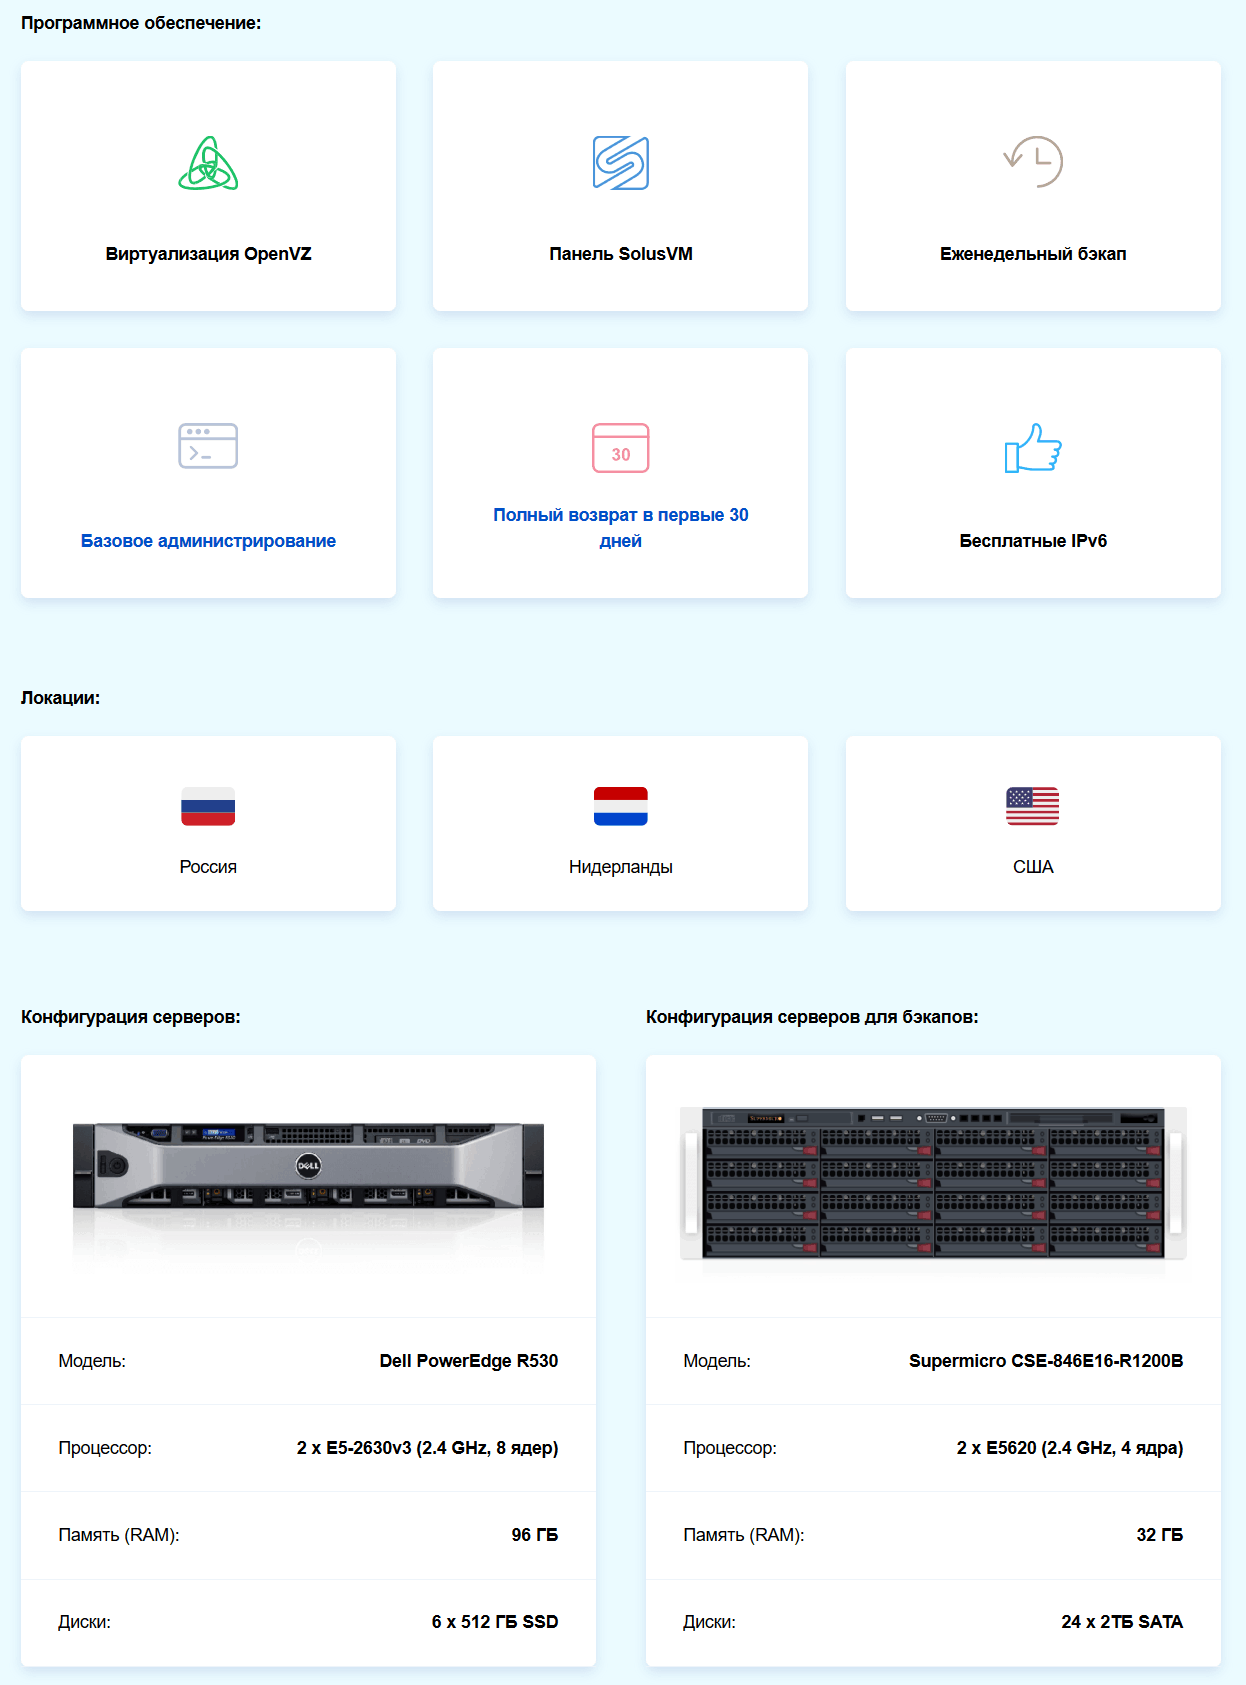 Программное обеспечение:
Виртуализация OpenVZ
Панель SolusVM
Еженедельный бэкап
30
Базовое администрирование
Полный возврат в первые 30
дней
Бесплатные IPv6
Локации:
Россия
Нидерланды
США
Конфигурация серверов:
Конфигурация серверов для бэкапов:
DELL
Модель:
Dell PowerEdge R530
Процессор:
2 x E5-2630v3 (2.4 GHz, 8 ядер)
Память (RAM):
96 ГБ
Диски:
6 x 512 ГБ SSD
Модель:
Supermicro CSE-846E16-R1200B
Процессор:
2 x E5620 (2.4 GHz, 4 ядра)
Память (RAM):
32 ГБ
Диски:
24 x 2ТБ SATA